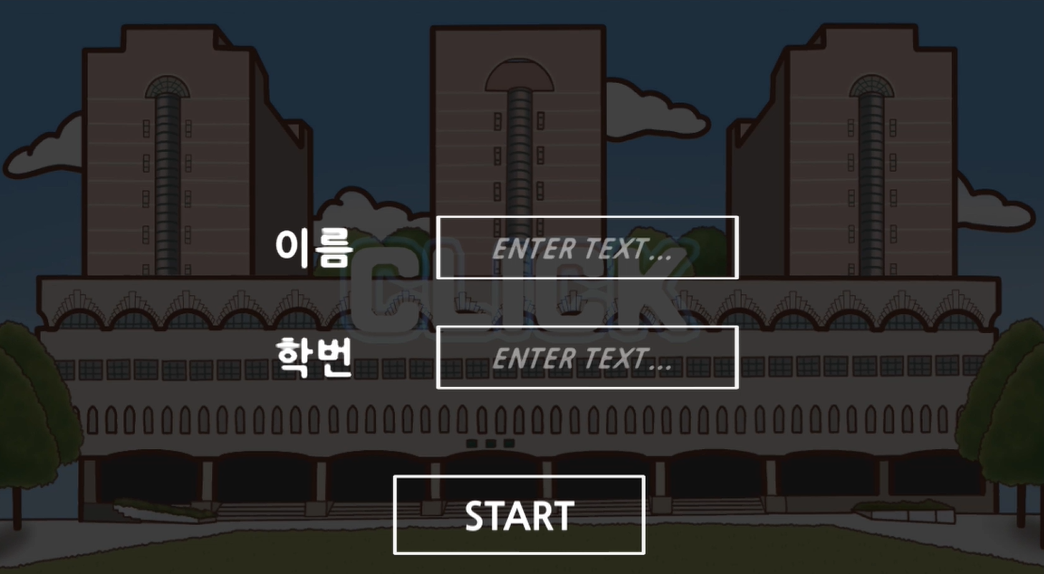 이름
ENTER TEXT...
CLICK
학번
ENTER TEXT...
START